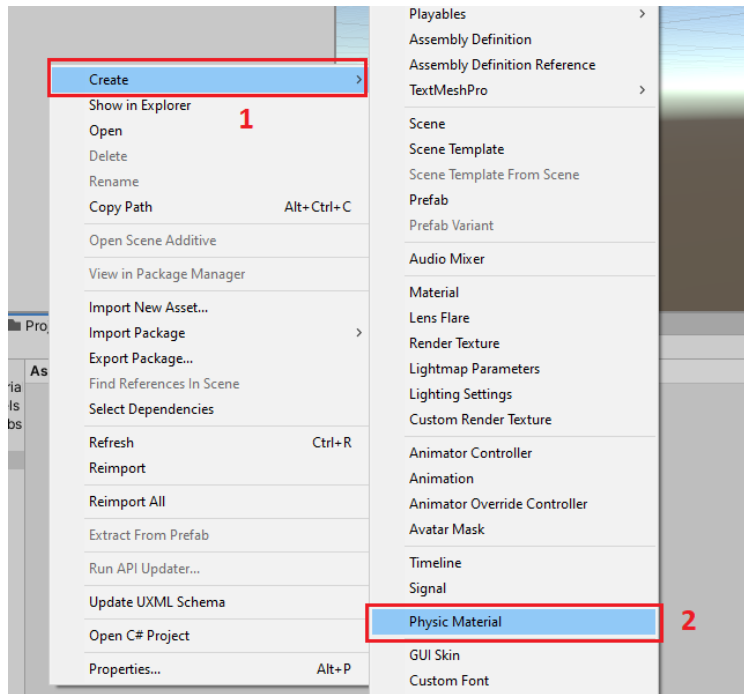 Create
Show in Explorer
Open
Delete
Rename
Copy Path Alt+Ctrl+C
Open Scene Additive
View in Package Manager
Import New Asset...
Import Package
Export Package...
Find References In Scene
Select Dependencies
Refresh Ctrl+R
Reimport
Reimport All
Extract From Prefab
Run API Updater...
Update UXML Schema
Open C# Project
Properties... Alt+P
1
Playables
Assembly Definition
Assembly Definition Reference
TextMeshPro
Scene
Scene Template
Scene Template From Scene
Prefab
Prefab Variant
Audio Mixer
Material
Lens Flare
Render Texture
Lightmap Parameters
Lighting Settings
Custom Render Texture
Animator Controller
Animation
Animator Override Controller
Avatar Mask
Timeline
Signal
Physic Material
GUI Skin
Custom Font
2
Pro
As
ria
ls
bs